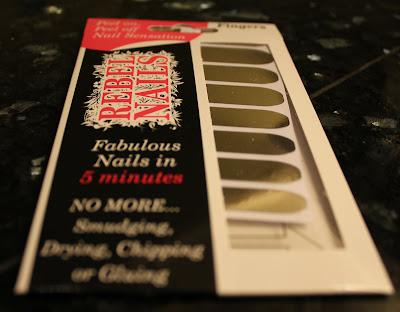 Peel on,
Peel off
Nail Sensation
Fingers
REBEL
NAILS
Fabulous
Nails in
5 minutes
NO MORE...
Smudging,
Drying, Chipping
or Gluing